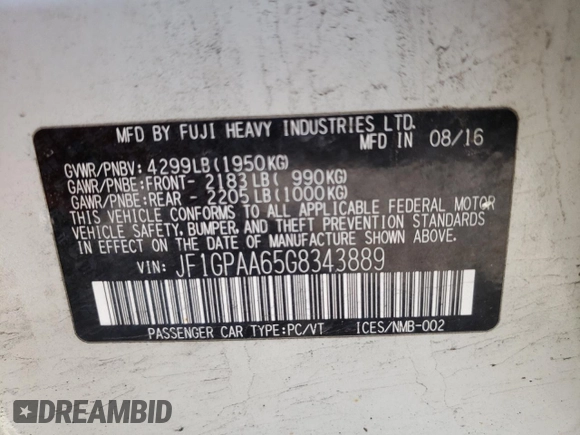 MFD BY FUJI HEAVY INDUSTRIES LTD.
MFD IN 08/16
GVWR/PNBV: 4299LB(1950KG)
GAWR/PNBE:FRONT- 2183LB( 990KG)
GAWR/PNBE:REAR - 2205LB(1000KG)
THIS VEHICLE CONFORMS TO ALL APPLICABLE FEDERAL MOTOR
VEHICLE SAFETY, BUMPER, AND THEFT PREVENTION STANDARDS
IN EFFECT ON THE DATE OF MANUFACTURE SHOWN ABOVE.
VIN: JF1GPAA65G8343889
PASSENGER CAR TYPE:PC/VT ICES/NMB-002
DREAMBID